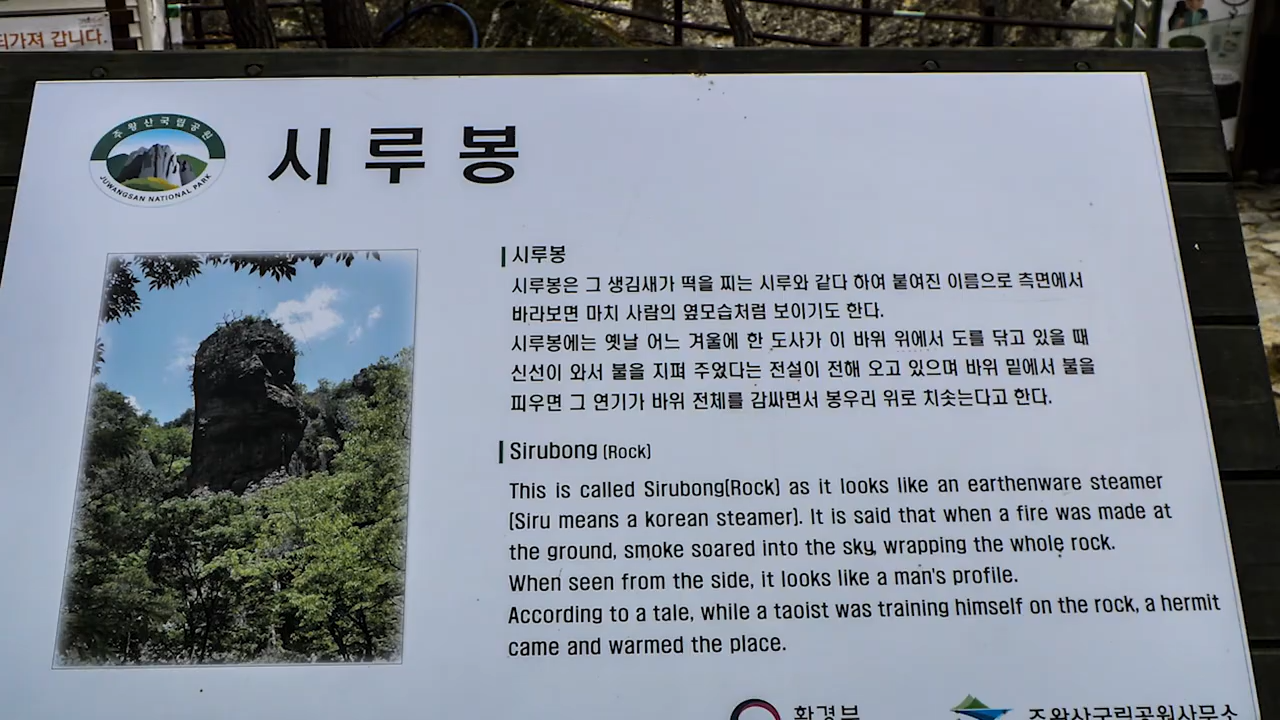 되가져 갑니다.
주왕산국립공원
JUWANGSAN NATIONAL PARK
시루봉
시루봉
시루봉은 그 생김새가 떡을 찌는 시루와 같다 하여 붙여진 이름으로 측면에서
바라보면 마치 사람의 옆모습처럼 보이기도 한다.
시루봉에는 옛날 어느 겨울에 한 도사가 이 바위 위에서 도를 닦고 있을 때
신선이 와서 불을 지펴 주었다는 전설이 전해 오고 있으며 바위 밑에서 불을
피우면 그 연기가 바위 전체를 감싸면서 봉우리 위로 치솟는다고 한다.
Sirubong (Rock)
This is called Sirubong(Rock) as it looks like an earthenware steamer
(Siru means a korean steamer). It is said that when a fire was made at
the ground, smoke soared into the sky, wrapping the whole rock.
When seen from the side, it looks like a man's profile.
According to a tale, while a taoist was training himself on the rock, a hermit
came and warmed the place.
환경부
주왕산국립공원사무소